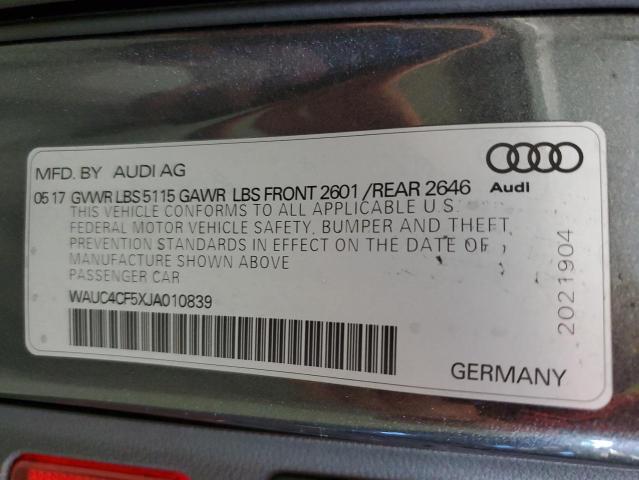 MFD. BY AUDI AG
Audi
05 17 GVWR LBS 5115 GAWR LBS FRONT 2601 /REAR 2646
THIS VEHICLE CONFORMS TO ALL APPLICABLE U.S.
FEDERAL MOTOR VEHICLE SAFETY, BUMPER AND THEFT
PREVENTION STANDARDS IN EFFECT ON THE DATE OF
MANUFACTURE SHOWN ABOVE
PASSENGER CAR
WAUC4CF5XJA010839
2021904
GERMANY